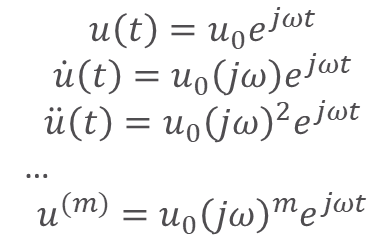 u(t) = u₀e^{jωt}
u̇(t) = u₀(jω)e^{jωt}
ü(t) = u₀(jω)²e^{jωt}
...
u^{(m)} = u₀(jω)^m e^{jωt}